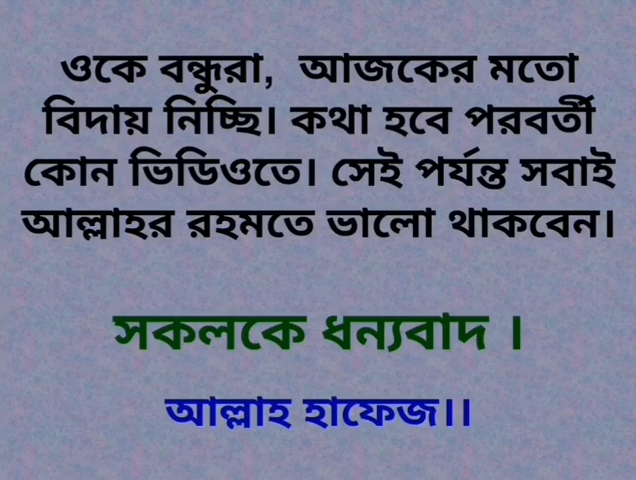 ওকে বন্ধুরা, আজকের মতো
বিদায় নিচ্ছি। কথা হবে পরবর্তী
কোন ভিডিওতে। সেই পর্যন্ত সবাই
আল্লাহর রহমতে ভালো থাকবেন।
সকলকে ধন্যবাদ ।
আল্লাহ হাফেজ।।